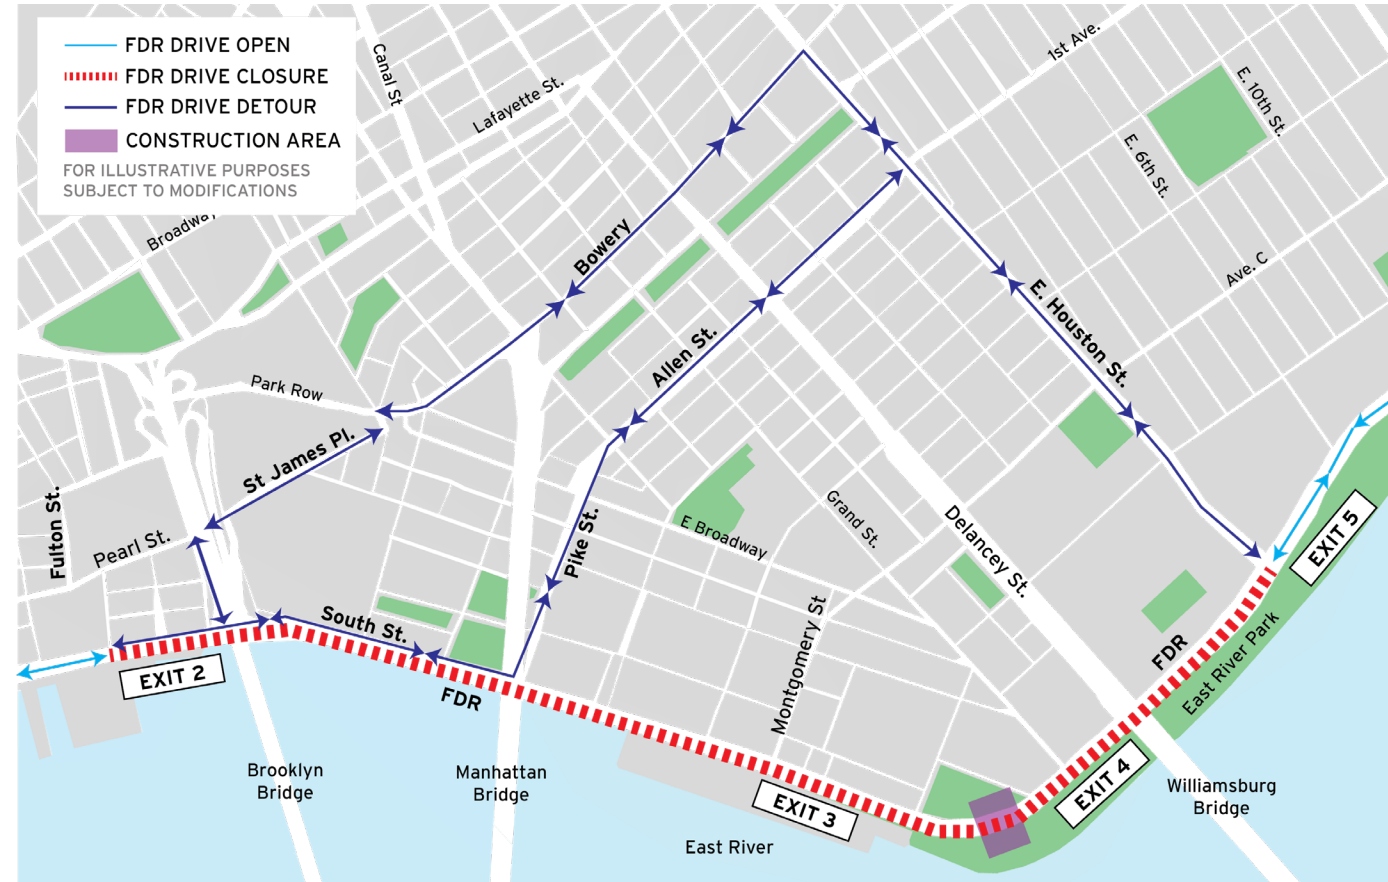 FDR DRIVE OPEN
FDR DRIVE CLOSURE
FDR DRIVE DETOUR
CONSTRUCTION AREA
FOR ILLUSTRATIVE PURPOSES
SUBJECT TO MODIFICATIONS
Canal St
Lafayette St.
1st Ave.
E. 10th St.
E. 6th St.
Broadway
Bowery
Ave. C
E. Houston St.
Allen St.
Park Row
St James Pl.
Fulton St.
Pearl St.
Pike St.
E Broadway
Grand St.
Delancey St.
EXIT 5
South St.
Montgomery St
FDR
East River Park
EXIT 2
FDR
Brooklyn
Bridge
Manhattan
Bridge
EXIT 3
EXIT 4
Williamsburg
Bridge
East River